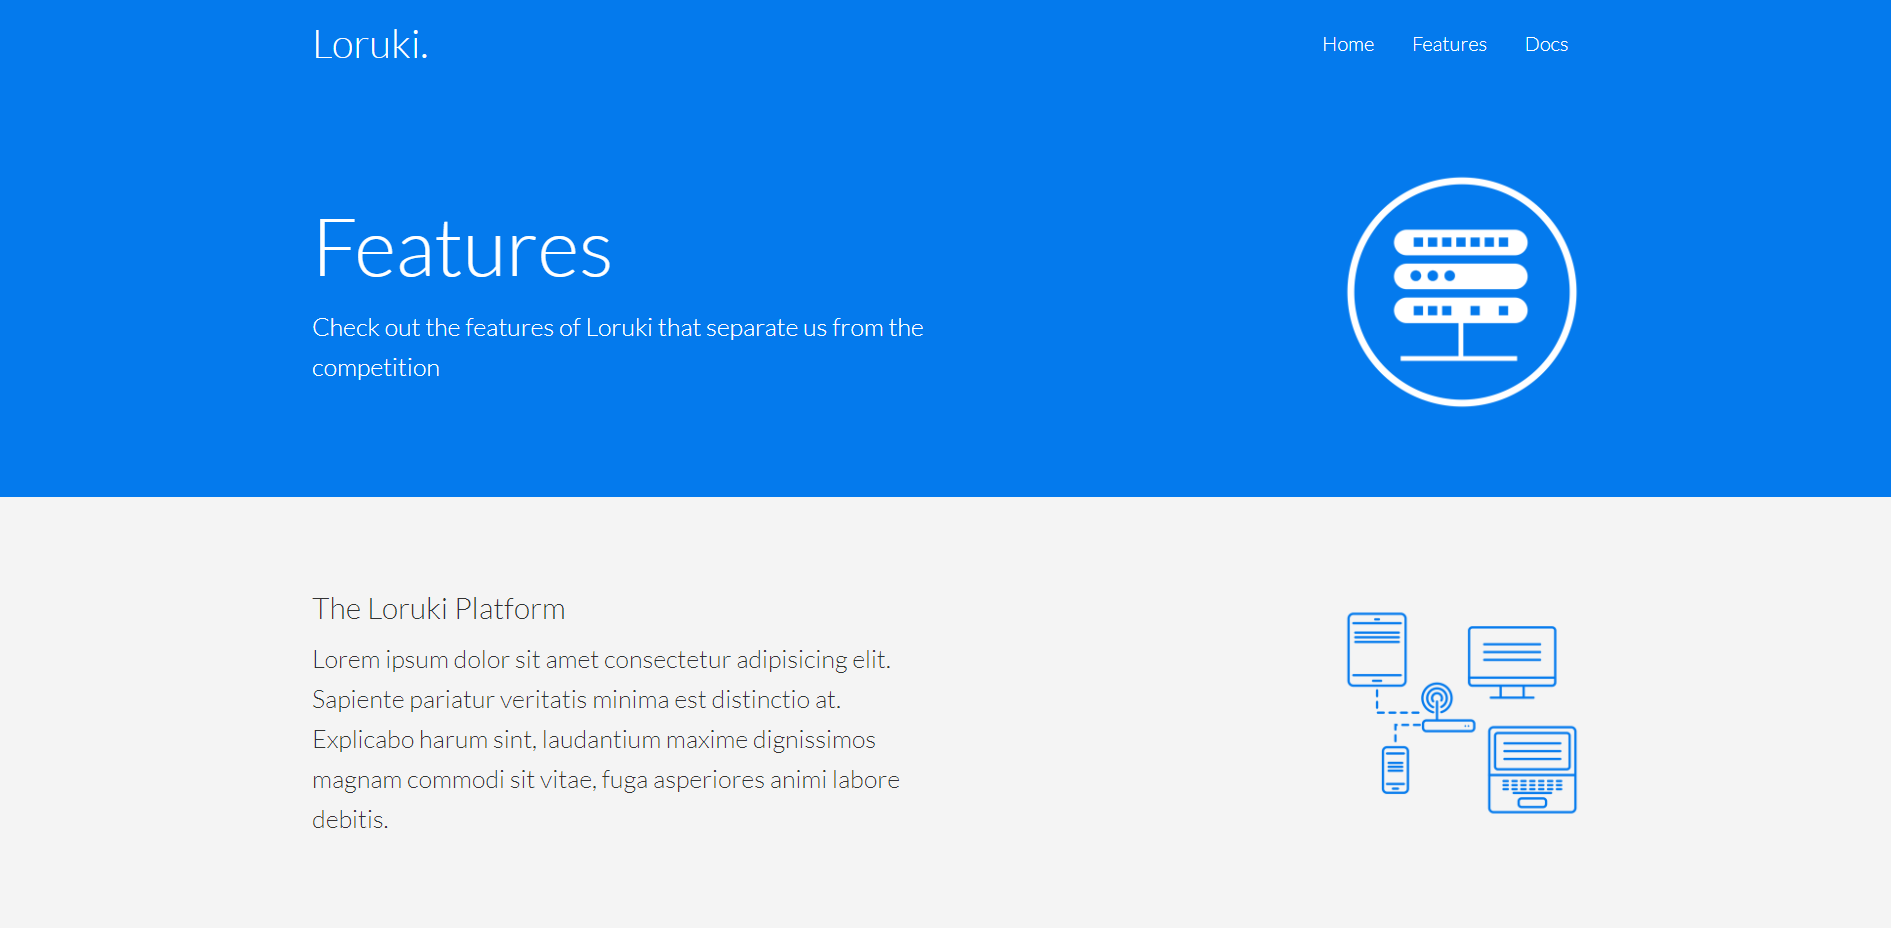 Loruki.
Home Features Docs
Features
Check out the features of Loruki that separate us from the
competition
The Loruki Platform
Lorem ipsum dolor sit amet consectetur adipisicing elit.
Sapiente pariatur veritatis minima est distinctio at.
Explicabo harum sint, laudantium maxime dignissimos
magnam commodi sit vitae, fuga asperiores animi labore
debitis.